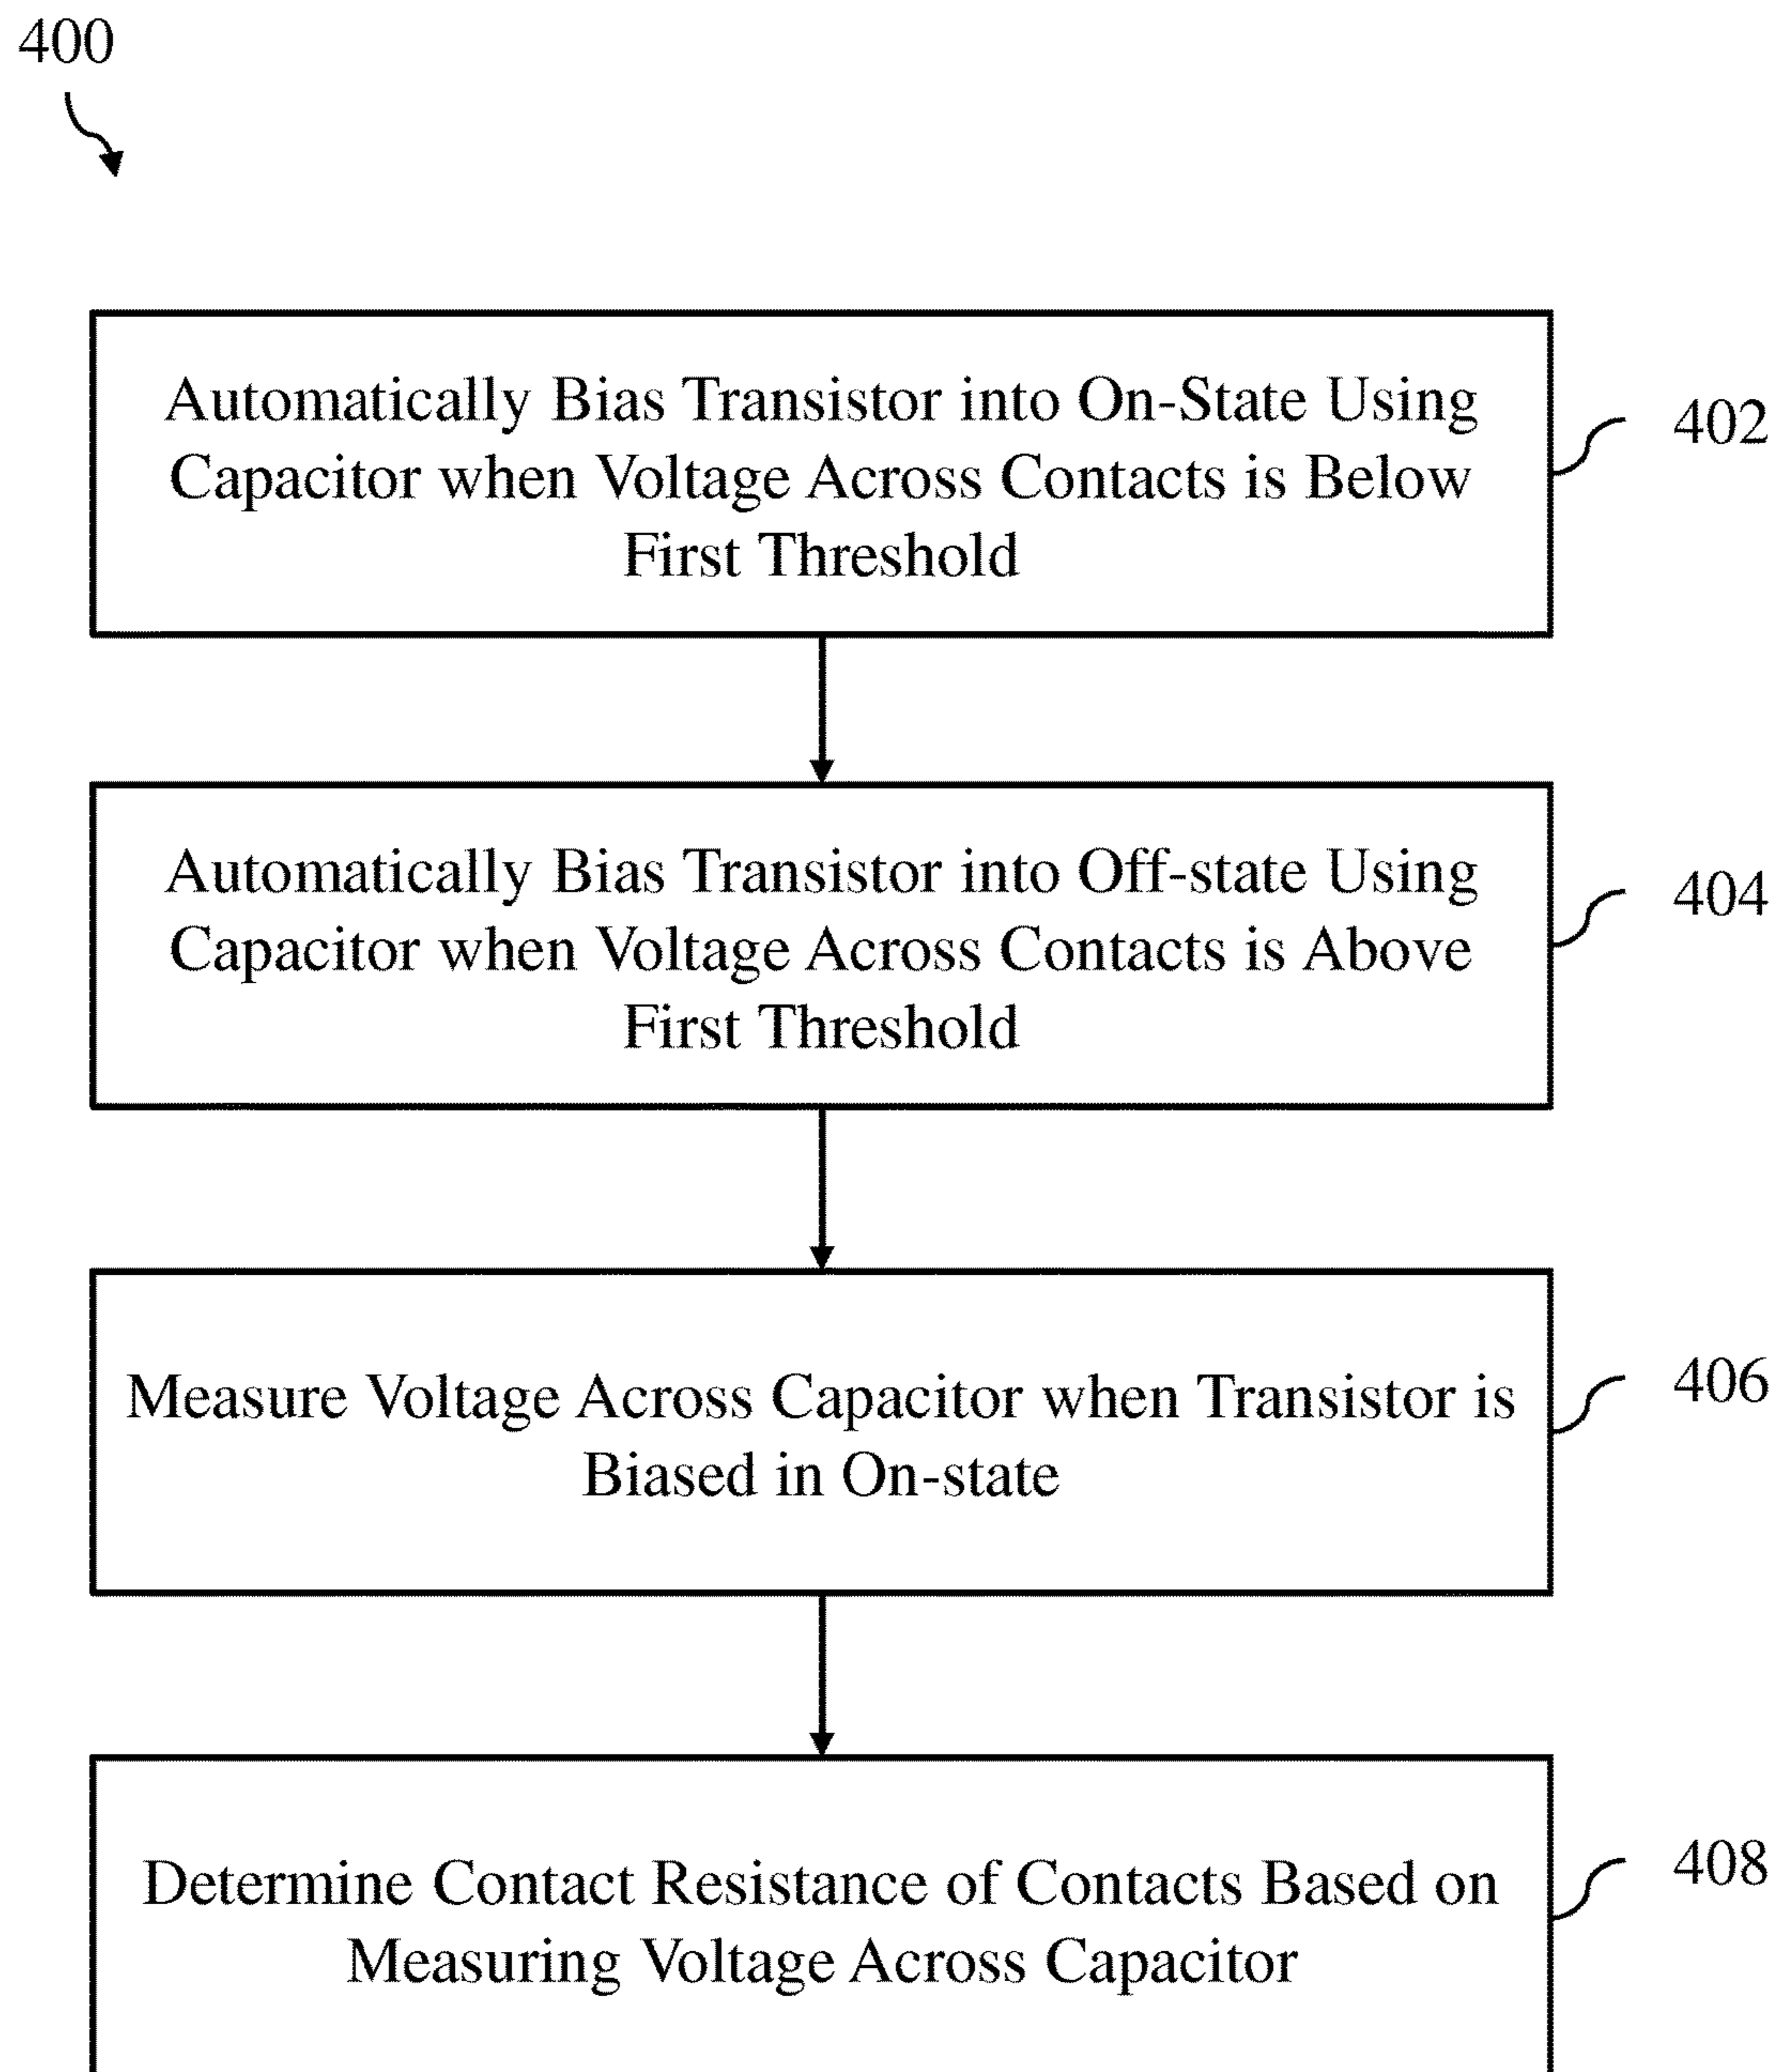 400
Automatically Bias Transistor into On-State Using
Capacitor when Voltage Across Contacts is Below
First Threshold
402
Automatically Bias Transistor into Off-state Using
Capacitor when Voltage Across Contacts is Above
First Threshold
404
Measure Voltage Across Capacitor when Transistor is
Biased in On-state
406
Determine Contact Resistance of Contacts Based on
Measuring Voltage Across Capacitor
408